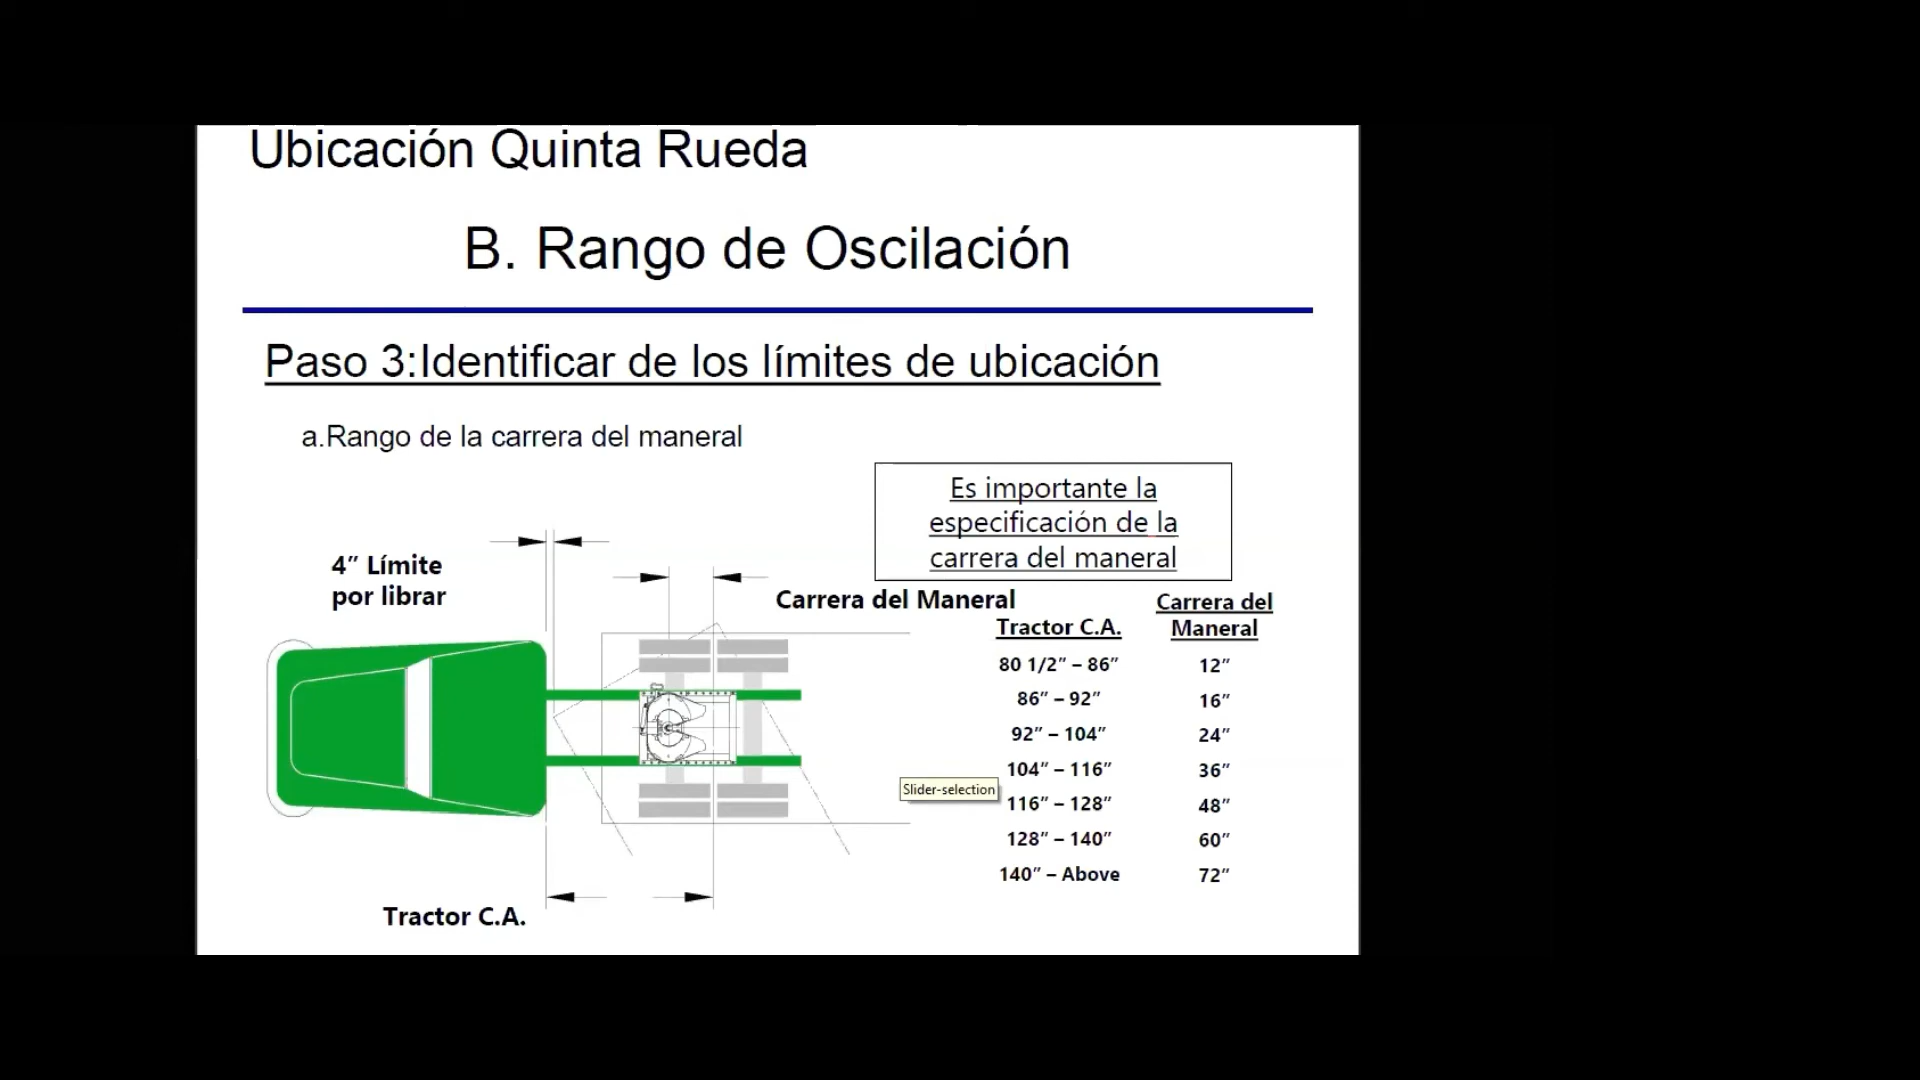 Ubicación Quinta Rueda
B. Rango de Oscilación
Paso 3:Identificar de los límites de ubicación
a.Rango de la carrera del maneral
Es importante la
especificación de la
carrera del maneral
4” Límite
por librar
Carrera del Maneral
Tractor C.A.
Carrera del
Maneral
80 1/2” – 86” 12”
86” – 92” 16”
92” – 104” 24”
104” – 116” 36”
Slider-selection
116” – 128” 48”
128” – 140” 60”
140” – Above 72”
Tractor C.A.